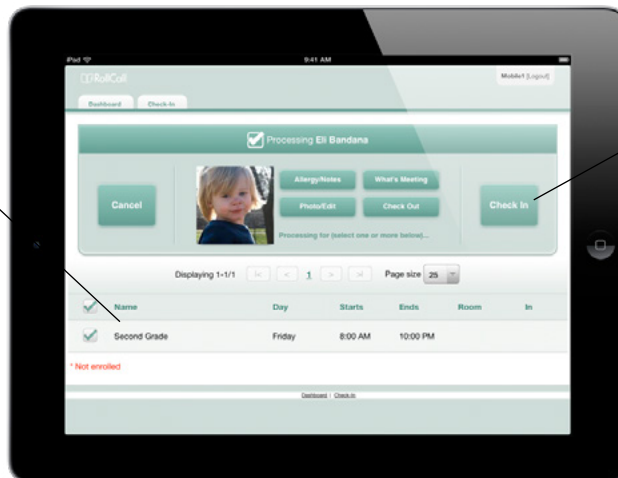 iPad 9:41 AM
RollCall
Mobile1 [Logout]
Dashboard Check-In
Processing Eli Bandana
Allergy/Notes What's Meeting
Cancel Photo/Edit Check Out Check In
Processing for (select one or more below)...
Displaying 1-1/1 |< < 1 > >| Page size 25
Name Day Starts Ends Room In
Second Grade Friday 8:00 AM 10:00 PM
* Not enrolled
Dashboard | Check-In